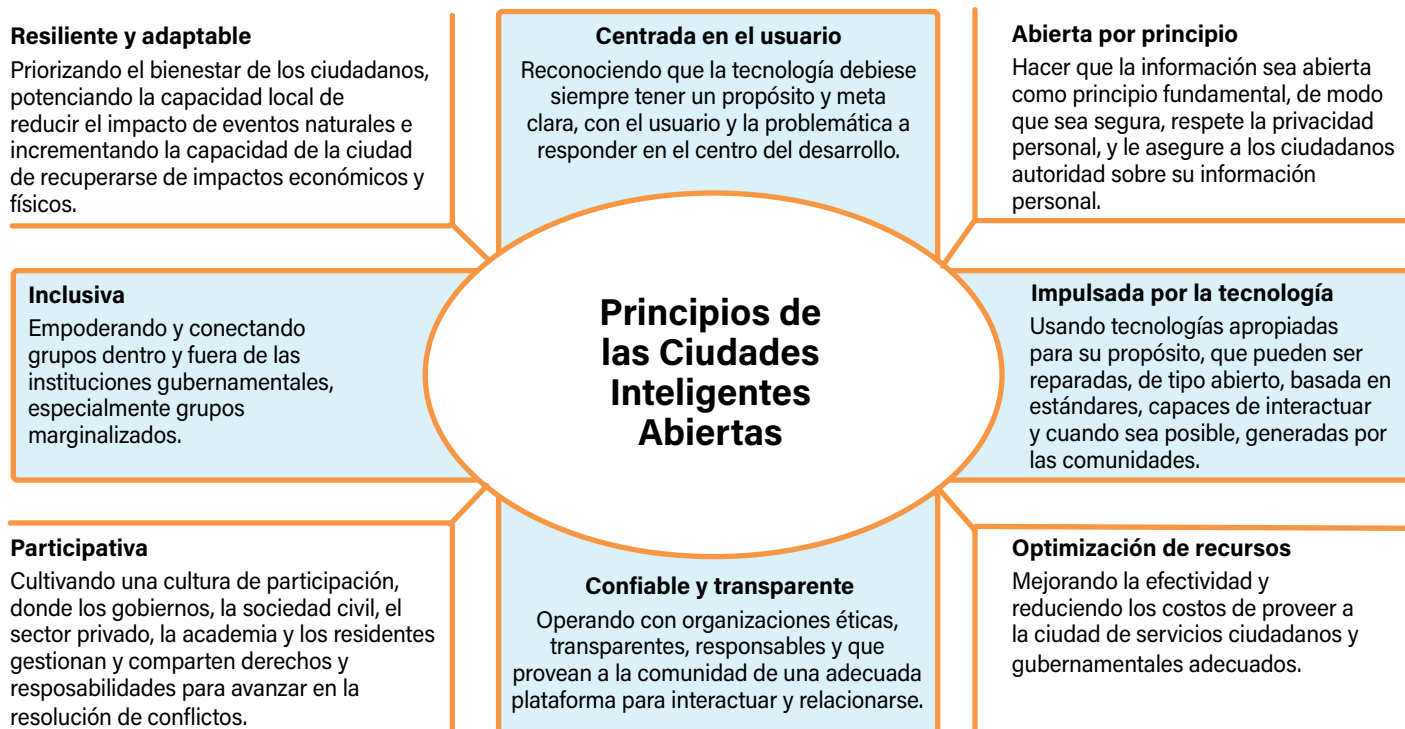 Resiliente y adaptable
Priorizando el bienestar de los ciudadanos,
potenciando la capacidad local de
reducir el impacto de eventos naturales e
incrementando la capacidad de la ciudad
de recuperarse de impactos económicos y
físicos.
Centrada en el usuario
Reconociendo que la tecnología debiese
siempre tener un propósito y meta
clara, con el usuario y la problemática a
responder en el centro del desarrollo.
Abierta por principio
Hacer que la información sea abierta
como principio fundamental, de modo
que sea segura, respete la privacidad
personal, y le asegure a los ciudadanos
autoridad sobre su información
personal.
Inclusiva
Empoderando y conectando
grupos dentro y fuera de las
instituciones gubernamentales,
especialmente grupos
marginalizados.
Principios de
las Ciudades
Inteligentes
Abiertas
Impulsada por la tecnología
Usando tecnologías apropiadas
para su propósito, que pueden ser
reparadas, de tipo abierto, basada en
estándares, capaces de interactuar
y cuando sea posible, generadas por
las comunidades.
Participativa
Cultivando una cultura de participación,
donde los gobiernos, la sociedad civil, el
sector privado, la academia y los residentes
gestionan y comparten derechos y
resposabilidades para avanzar en la
resolución de conflictos.
Confiable y transparente
Operando con organizaciones éticas,
transparentes, responsables y que
provean a la comunidad de una adecuada
plataforma para interactuar y relacionarse.
Optimización de recursos
Mejorando la efectividad y
reduciendo los costos de proveer a
la ciudad de servicios ciudadanos y
gubernamentales adecuados.